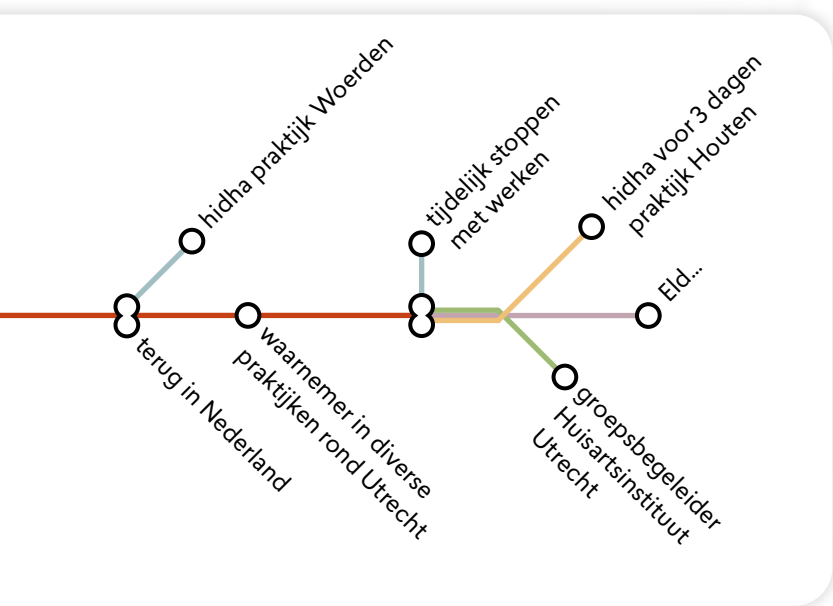 hidha praktijk Woerden
terug in Nederland
waarnemer in diverse
praktijken rond Utrecht
tijdelijk stoppen
met werken
hidha voor 3 dagen
praktijk Houten
Eld...
groepsbegeleider
Huisartsinstituut
Utrecht